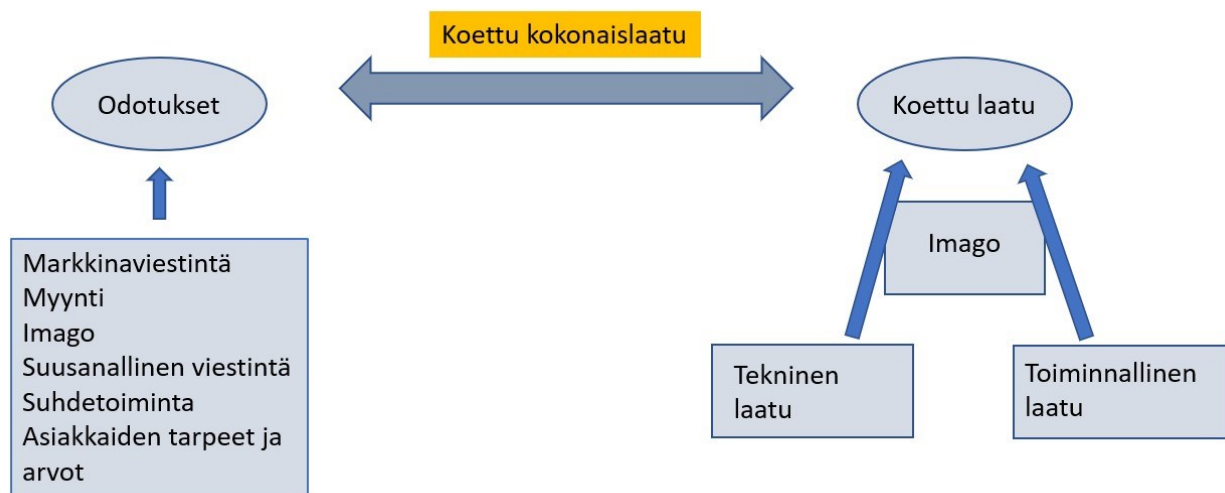 Koettu kokonaislaatu
Odotukset
Koettu laatu
Markkinaviestintä
Myynti
Imago
Suusanallinen viestintä
Suhdetoiminta
Asiakkaiden tarpeet ja
arvot
Imago
Tekninen
laatu
Toiminnallinen
laatu